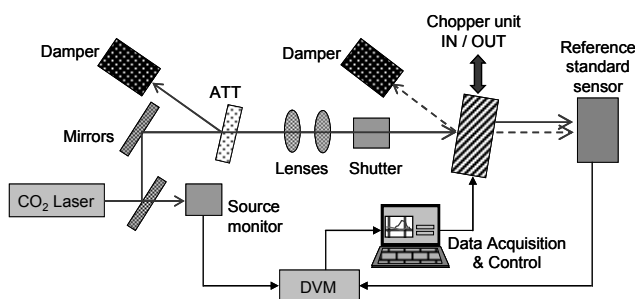 Chopper unit
IN / OUT
Damper
Damper
Reference
standard
sensor
ATT
Mirrors
Lenses
Shutter
CO₂ Laser
Source
monitor
Data Acquisition
& Control
DVM